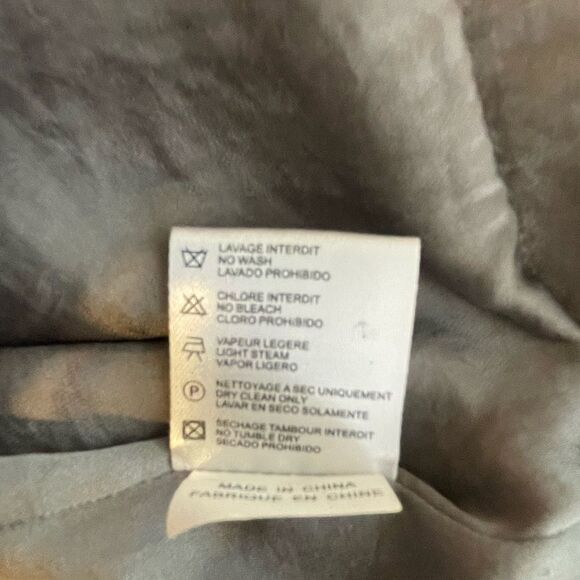 LAVAGE INTERDIT
NO WASH
LAVADO PROHIBIDO
CHLORE INTERDIT
NO BLEACH
CLORO PROHIBIDO
VAPEUR LEGERE
LIGHT STEAM
VAPOR LIGERO
P
NETTOYAGE A SEC UNIQUEMENT
DRY CLEAN ONLY
LAVAR EN SECO SOLAMENTE
SECHAGE TAMBOUR INTERDIT
NO TUMBLE DRY
SECADO PROHIBIDO
MADE IN CHINA
FABRIQUE EN CHINE